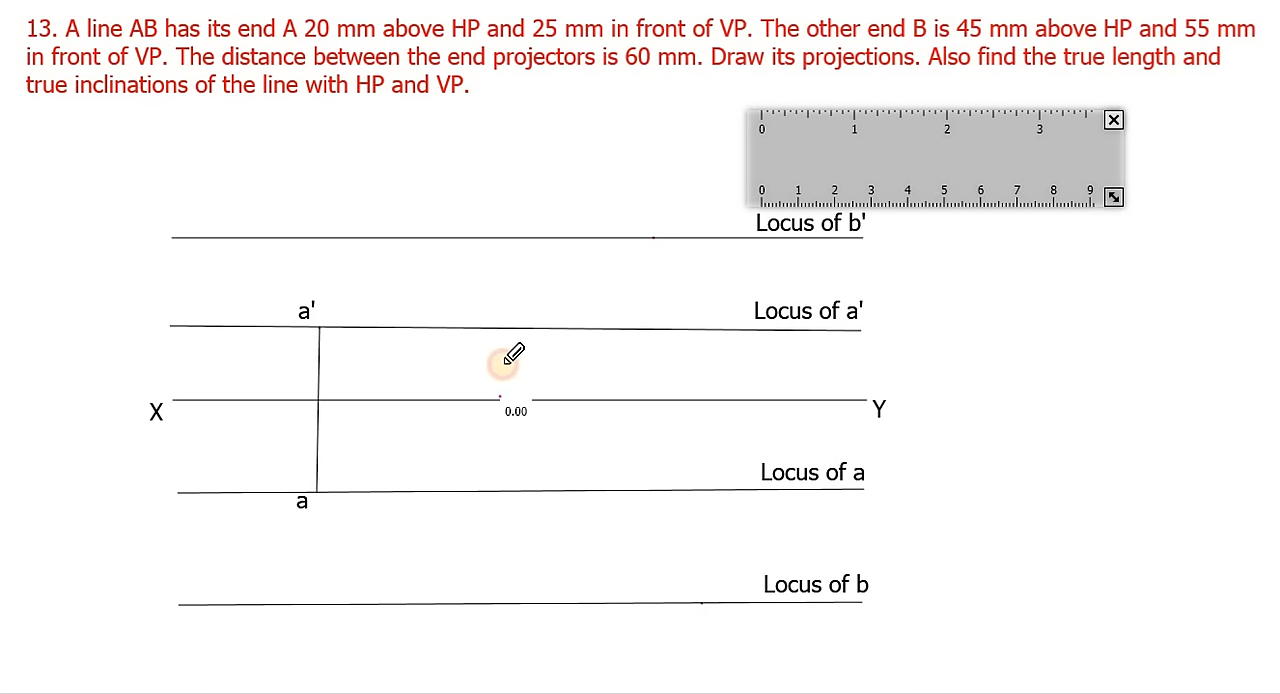 13. A line AB has its end A 20 mm above HP and 25 mm in front of VP. The other end B is 45 mm above HP and 55 mm
in front of VP. The distance between the end projectors is 60 mm. Draw its projections. Also find the true length and
true inclinations of the line with HP and VP.
0 1 2 3
0 1 2 3 4 5 6 7 8 9
Locus of b'
a' Locus of a'
X Y
0.00
Locus of a
a
Locus of b